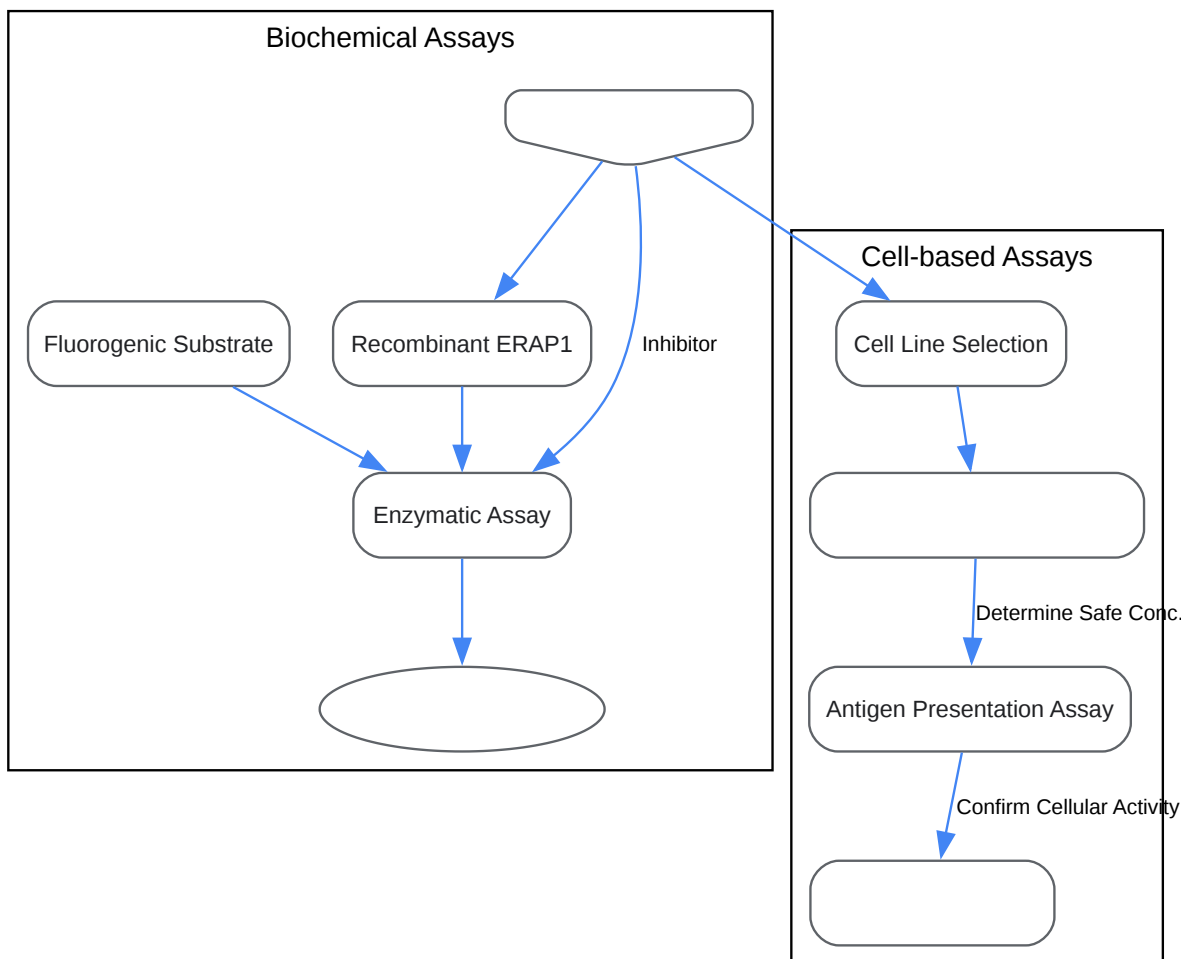 Biochemical Assays
Cell-based Assays
Fluorogenic Substrate
Recombinant ERAP1
Inhibitor
Cell Line Selection
Enzymatic Assay
Determine Safe Conc.
Antigen Presentation Assay
Confirm Cellular Activity